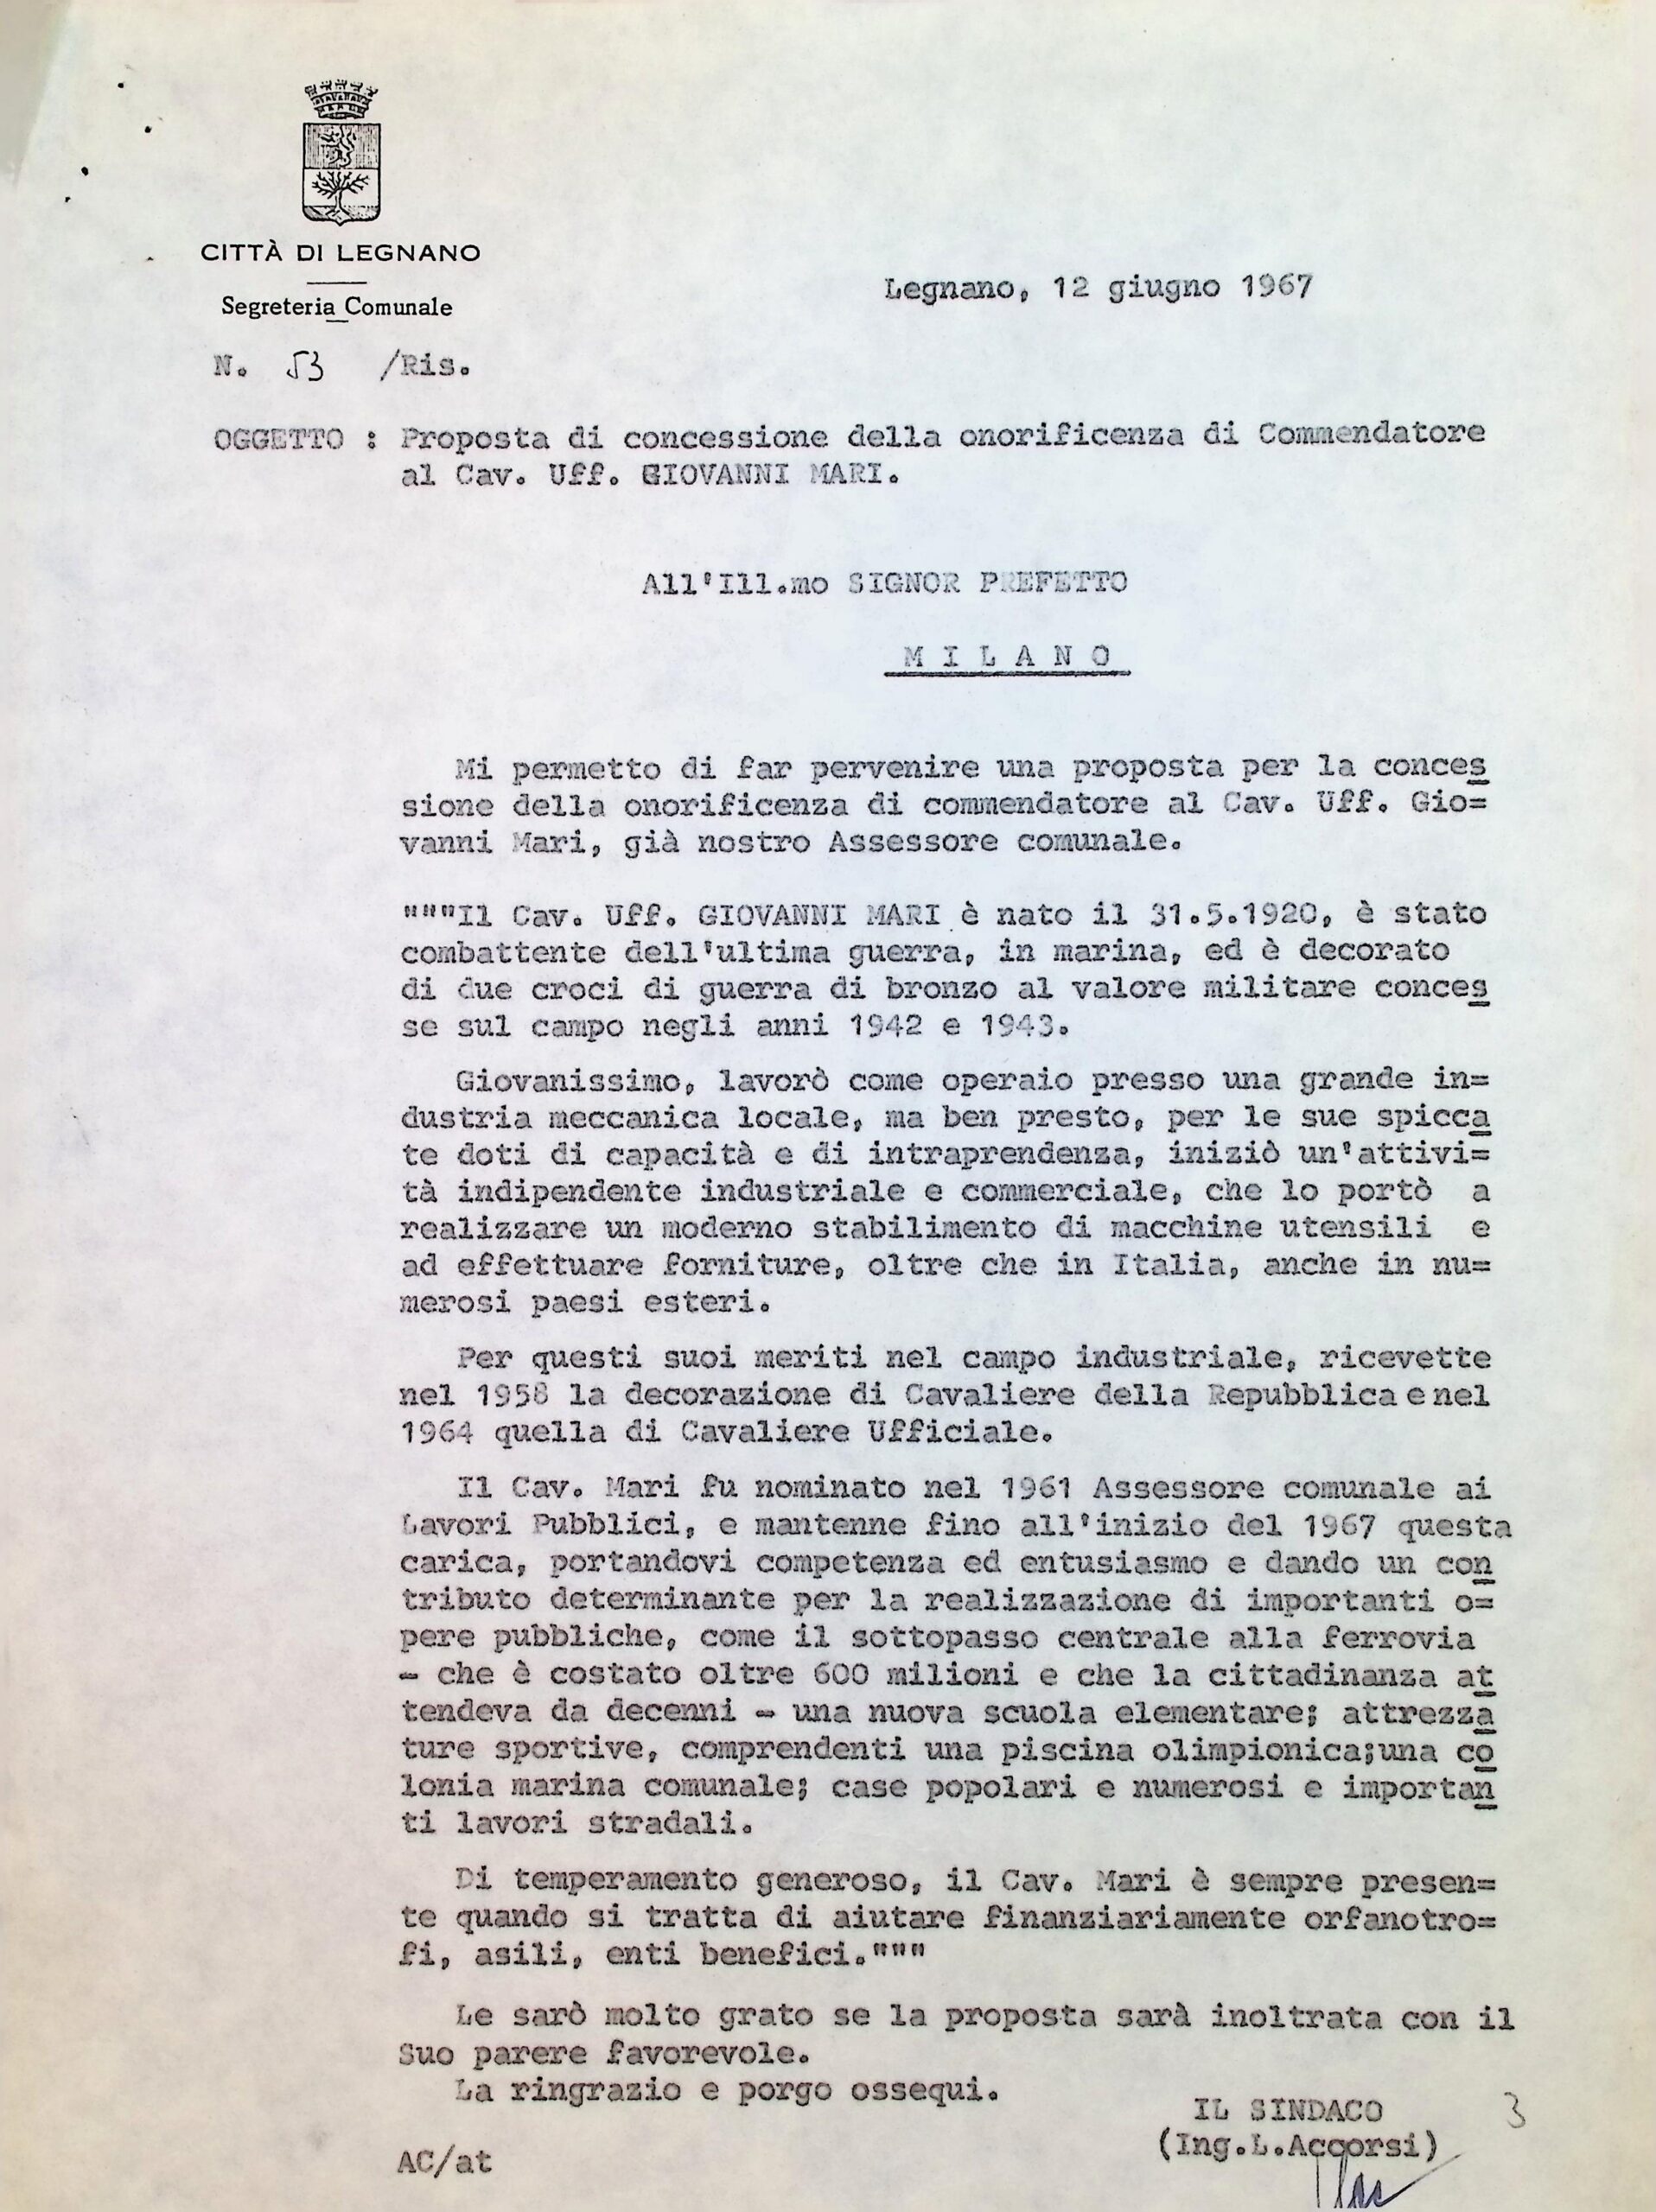 CITTÀ DI LEGNANO
Segreteria Comunale
Legnano, 12 giugno 1967
N. 53 /Ris.
OGGETTO : Proposta di concessione della onorificenza di Commendatore
al Cav. Uff. GIOVANNI MARI.
All'Ill.mo SIGNOR PREFETTO
M I L A N O
Mi permetto di far pervenire una proposta per la conces
sione della onorificenza di commendatore al Cav. Uff. Gio=
vanni Mari, già nostro Assessore comunale.
"""Il Cav. Uff. GIOVANNI MARI è nato il 31.5.1920, è stato
combattente dell'ultima guerra, in marina, ed è decorato
di due croci di guerra di bronzo al valore militare conces
se sul campo negli anni 1942 e 1943.
Giovanissimo, lavorò come operaio presso una grande in=
dustria meccanica locale, ma ben presto, per le sue spicca
te doti di capacità e di intraprendenza, iniziò un'attivi=
tà indipendente industriale e commerciale, che lo portò a
realizzare un moderno stabilimento di macchine utensili e
ad effettuare forniture, oltre che in Italia, anche in nu=
merosi paesi esteri.
Per questi suoi meriti nel campo industriale, ricevette
nel 1958 la decorazione di Cavaliere della Repubblica e nel
1964 quella di Cavaliere Ufficiale.
Il Cav. Mari fu nominato nel 1961 Assessore comunale ai
Lavori Pubblici, e mantenne fino all'inizio del 1967 questa
carica, portandovi competenza ed entusiasmo e dando un con
tributo determinante per la realizzazione di importanti o=
pere pubbliche, come il sottopasso centrale alla ferrovia
- che è costato oltre 600 milioni e che la cittadinanza at
tendeva da decenni - una nuova scuola elementare; attrezza
ture sportive, comprendenti una piscina olimpionica;una co
lonia marina comunale; case popolari e numerosi e importan
ti lavori stradali.
Di temperamento generoso, il Cav. Mari è sempre presen=
te quando si tratta di aiutare finanziariamente orfanotro=
fi, asili, enti benefici."""
Le sarò molto grato se la proposta sarà inoltrata con il
Suo parere favorevole.
La ringrazio e porgo ossequi.
IL SINDACO
3
(Ing.L.Accorsi)
AC/at